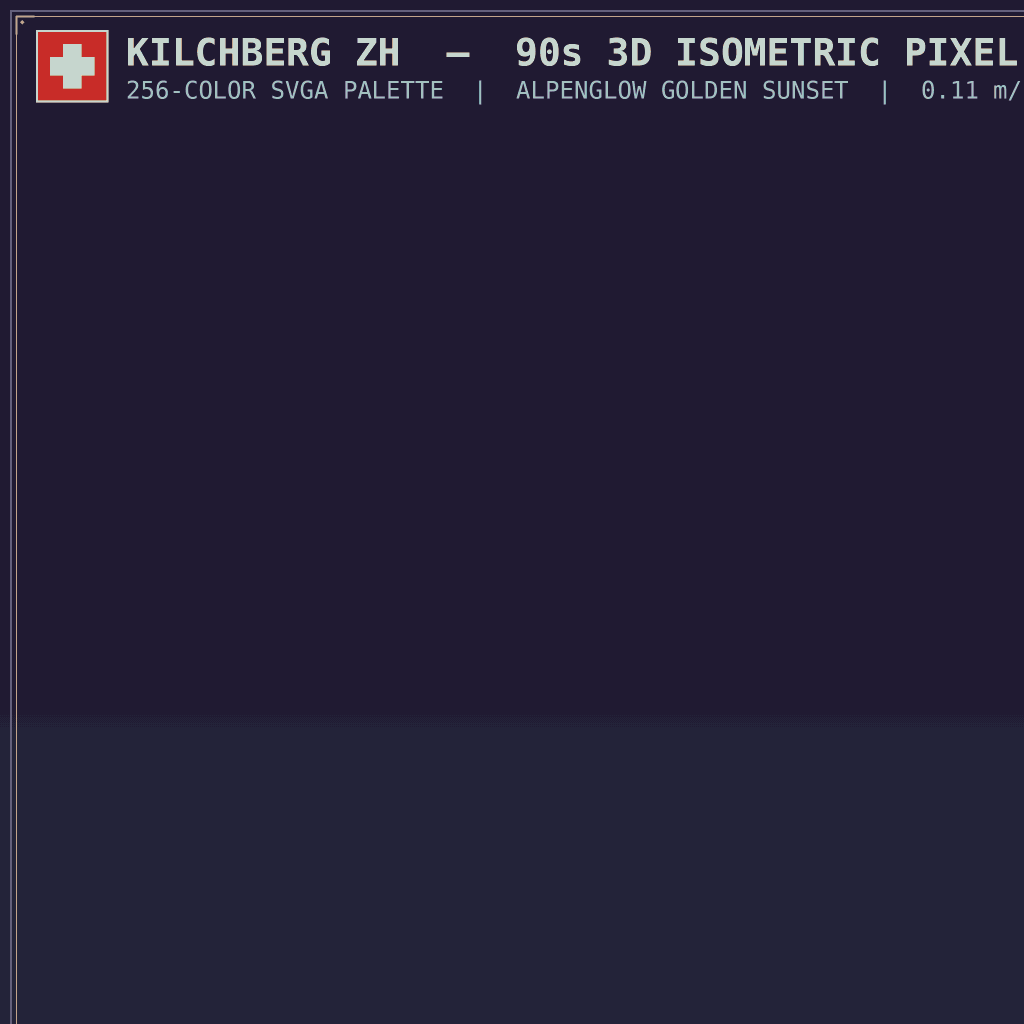 KILCHBERG ZH — 90s 3D ISOMETRIC PIXEL
256-COLOR SVGA PALETTE | ALPENGLOW GOLDEN SUNSET | 0.11 m/